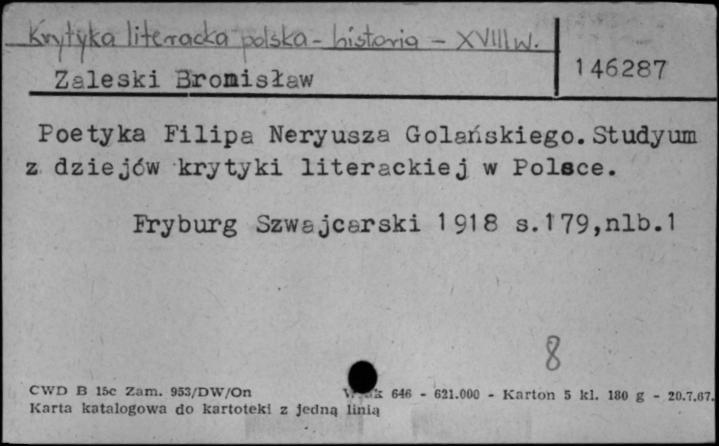 Krytyka literacka polska - historia - XVIII w.
146287
Zaleski Bronisław
Poetyka Filipa Neryusza Golańskiego. Studyum
z dziejów krytyki literackiej w Polsce.
Fryburg Szwajcarski 1918 s.179,nlb.1
8
CWD B 15c Zam. 953/DW/On 646 - 621.000 - Karton 5 kl. 180 g - 20.7.67.
Karta katalogowa do kartoteki z jedną linią